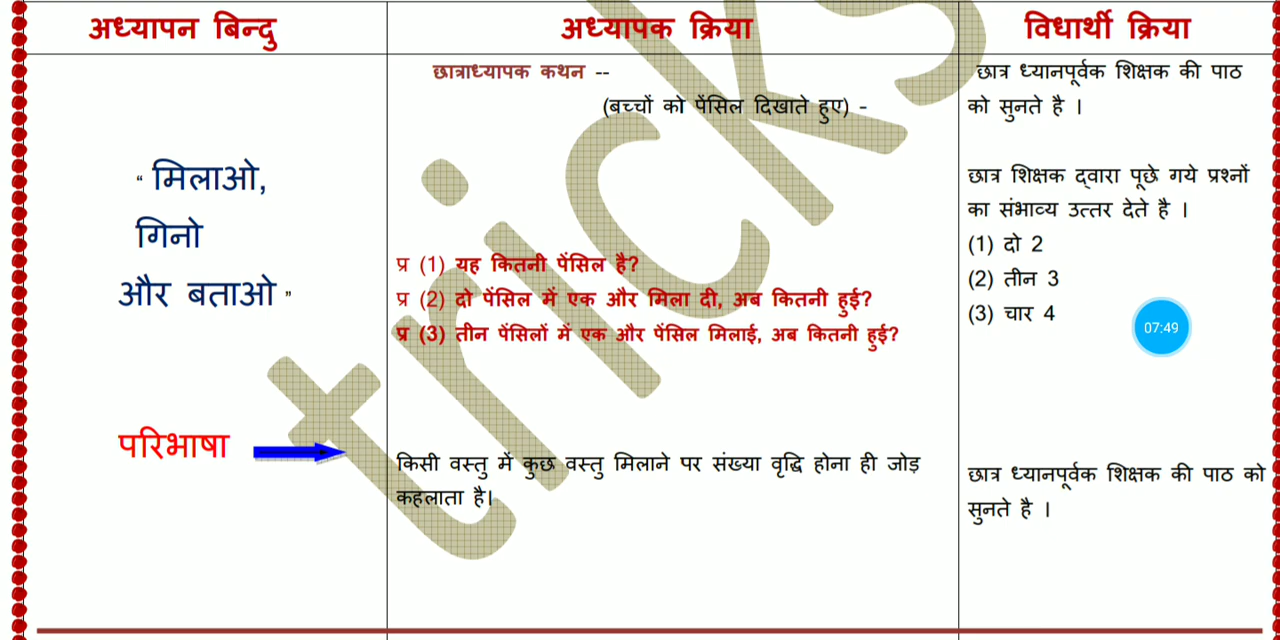 अध्यापन बिन्दु
अध्यापक क्रिया
विधार्थी क्रिया
“ मिलाओ,
गिनो
और बताओ ”
परिभाषा
छात्राध्यापक कथन --
(बच्चों को पेंसिल दिखाते हुए) -
प्र (1) यह कितनी पेंसिल है?
प्र (2) दो पेंसिल में एक और मिला दी, अब कितनी हुई?
प्र (3) तीन पेंसिलों में एक और पेंसिल मिलाई, अब कितनी हुई?
किसी वस्तु में कुछ वस्तु मिलाने पर संख्या वृद्धि होना ही जोड़
कहलाता है।
छात्र ध्यानपूर्वक शिक्षक की पाठ
को सुनते है ।
छात्र शिक्षक द्वारा पूछे गये प्रश्नों
का संभाव्य उत्तर देते है ।
(1) दो 2
(2) तीन 3
(3) चार 4
07:49
छात्र ध्यानपूर्वक शिक्षक की पाठ को
सुनते है ।
tricks